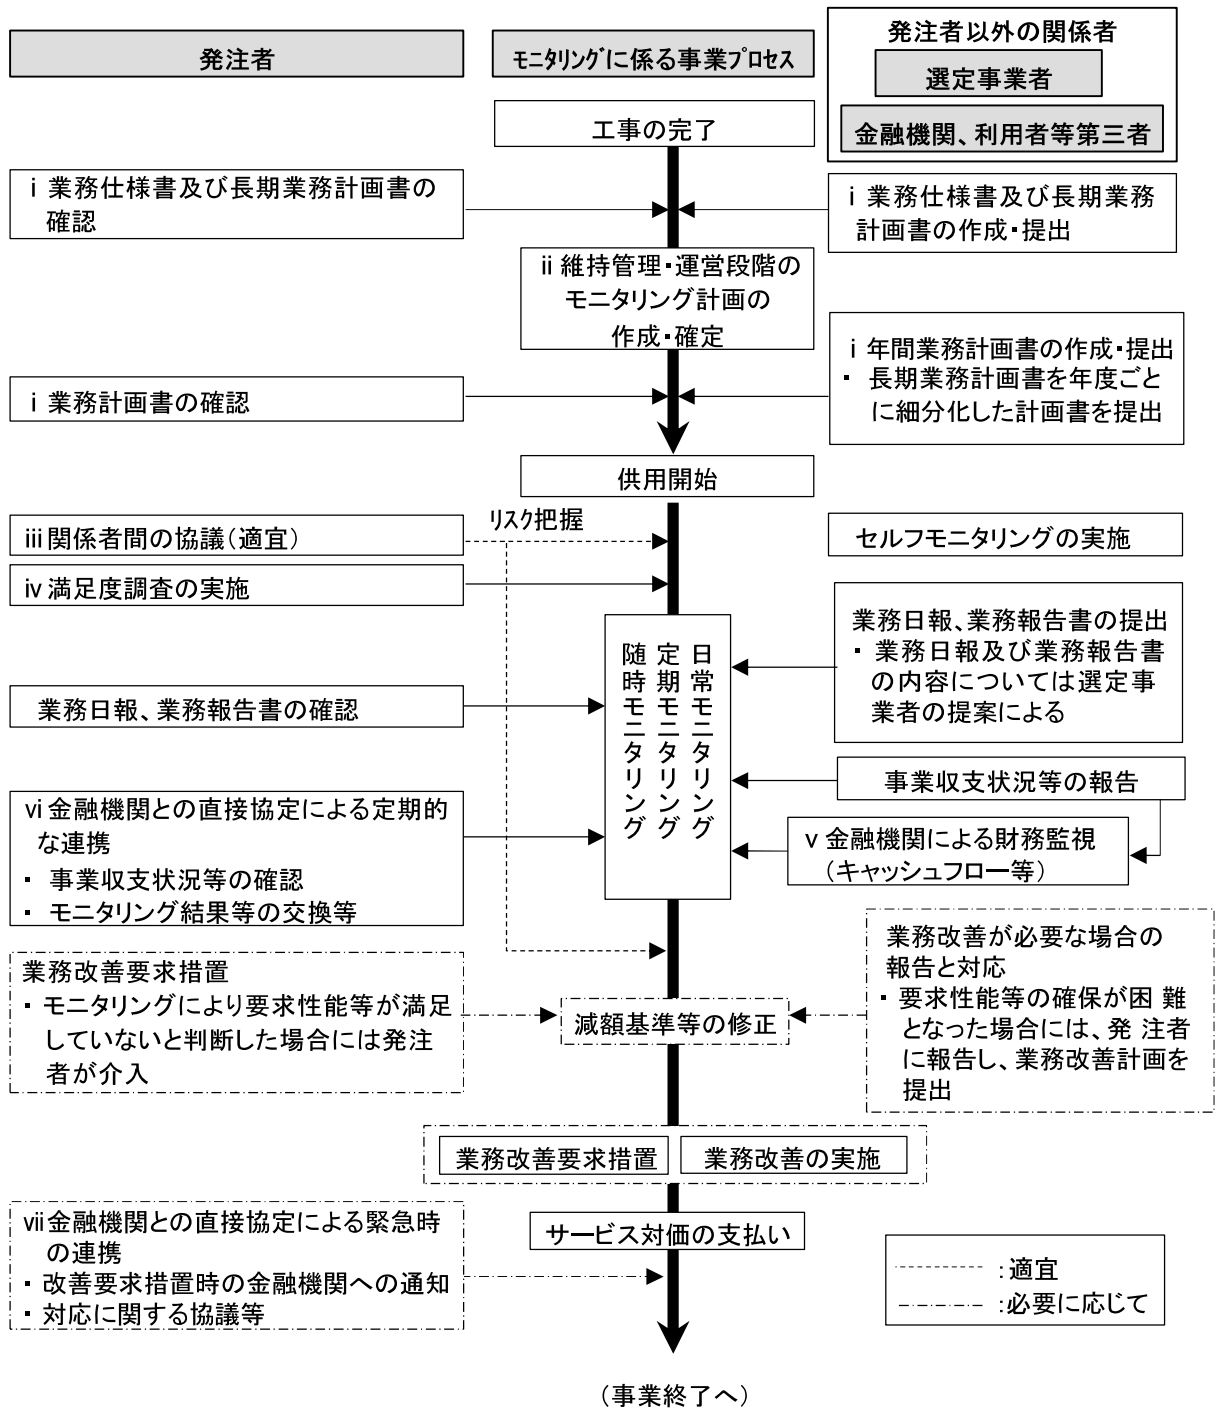 発注者
モニタリングに係る事業プロセス
発注者以外の関係者
選定事業者
金融機関、利用者等第三者
工事の完了
ⅰ 業務仕様書及び長期業務計画書の
確認
ⅰ 業務仕様書及び長期業務
計画書の作成・提出
ⅱ 維持管理・運営段階の
モニタリング計画の
作成・確定
ⅰ 年間業務計画書の作成・提出
・ 長期業務計画書を年度ごと
に細分化した計画書を提出
ⅰ 業務計画書の確認
供用開始
リスク把握
ⅲ 関係者間の協議（適宜）
セルフモニタリングの実施
ⅳ 満足度調査の実施
業務日報、業務報告書の提出
・ 業務日報及び業務報告書
の内容については選定事
業者の提案による
日常モニタリング
定期モニタリング
随時モニタリング
業務日報、業務報告書の確認
事業収支状況等の報告
ⅵ 金融機関との直接協定による定期的
な連携
・ 事業収支状況等の確認
・ モニタリング結果等の交換等
ⅴ 金融機関による財務監視
（キャッシュフロー等）
業務改善要求措置
・ モニタリングにより要求性能等が満足
していないと判断した場合には発注
者が介入
減額基準等の修正
業務改善が必要な場合の
報告と対応
・ 要求性能等の確保が困 難
となった場合には、発 注者
に報告し、業務改善計画を
提出
業務改善要求措置
業務改善の実施
ⅶ 金融機関との直接協定による緊急時
の連携
・ 改善要求措置時の金融機関への通知
・ 対応に関する協議等
サービス対価の支払い
：適宜
：必要に応じて
（事業終了へ）